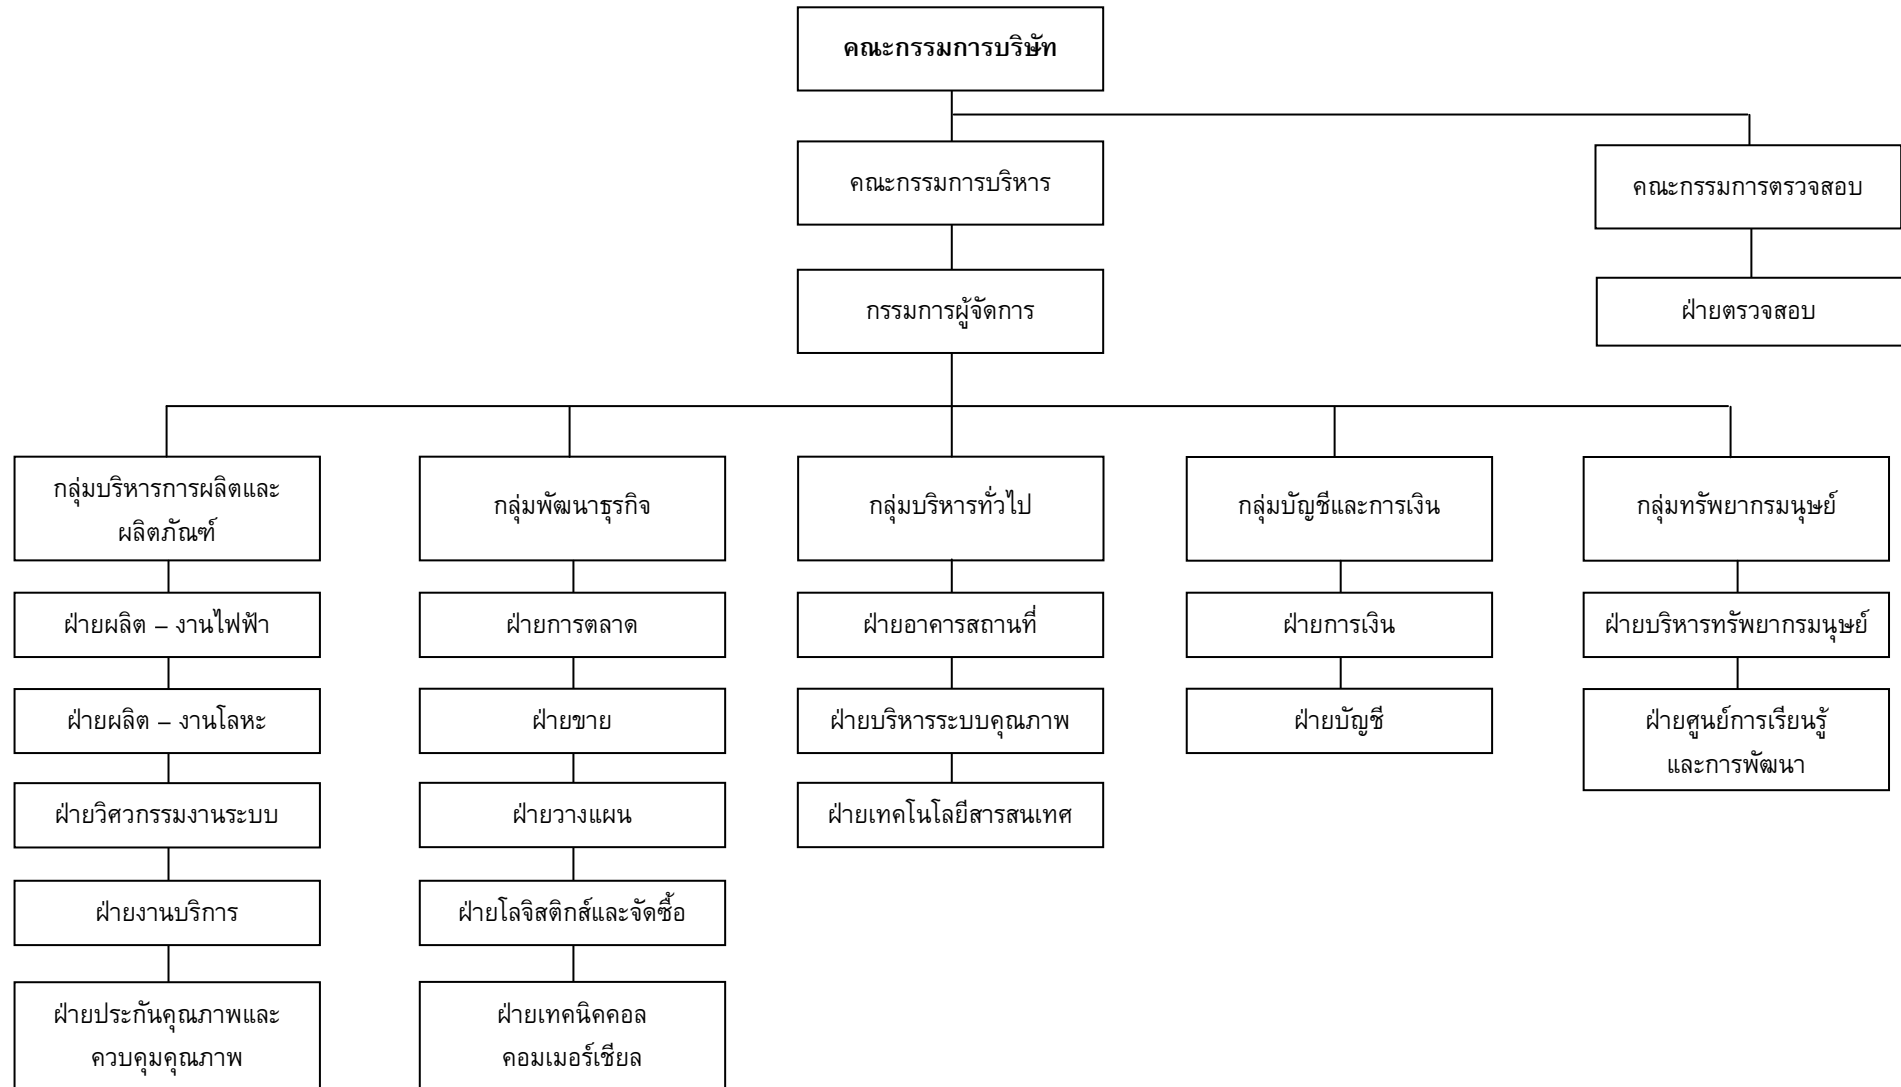 คณะกรรมการบริษัท
คณะกรรมการบริหาร
คณะกรรมการตรวจสอบ
กรรมการผู้จัดการ
ฝ่ายตรวจสอบ
กลุ่มบริหารการผลิตและ
ผลิตภัณฑ์
กลุ่มพัฒนาธุรกิจ
กลุ่มบริหารทั่วไป
กลุ่มบัญชีและการเงิน
กลุ่มทรัพยากรมนุษย์
ฝ่ายผลิต – งานไฟฟ้า
ฝ่ายการตลาด
ฝ่ายอาคารสถานที่
ฝ่ายการเงิน
ฝ่ายบริหารทรัพยากรมนุษย์
ฝ่ายผลิต – งานโลหะ
ฝ่ายขาย
ฝ่ายบริหารระบบคุณภาพ
ฝ่ายบัญชี
ฝ่ายศูนย์การเรียนรู้
และการพัฒนา
ฝ่ายวิศวกรรมงานระบบ
ฝ่ายวางแผน
ฝ่ายเทคโนโลยีสารสนเทศ
ฝ่ายงานบริการ
ฝ่ายโลจิสติกส์และจัดซื้อ
ฝ่ายประกันคุณภาพและ
ควบคุมคุณภาพ
ฝ่ายเทคนิคคอล
คอมเมอร์เชียล